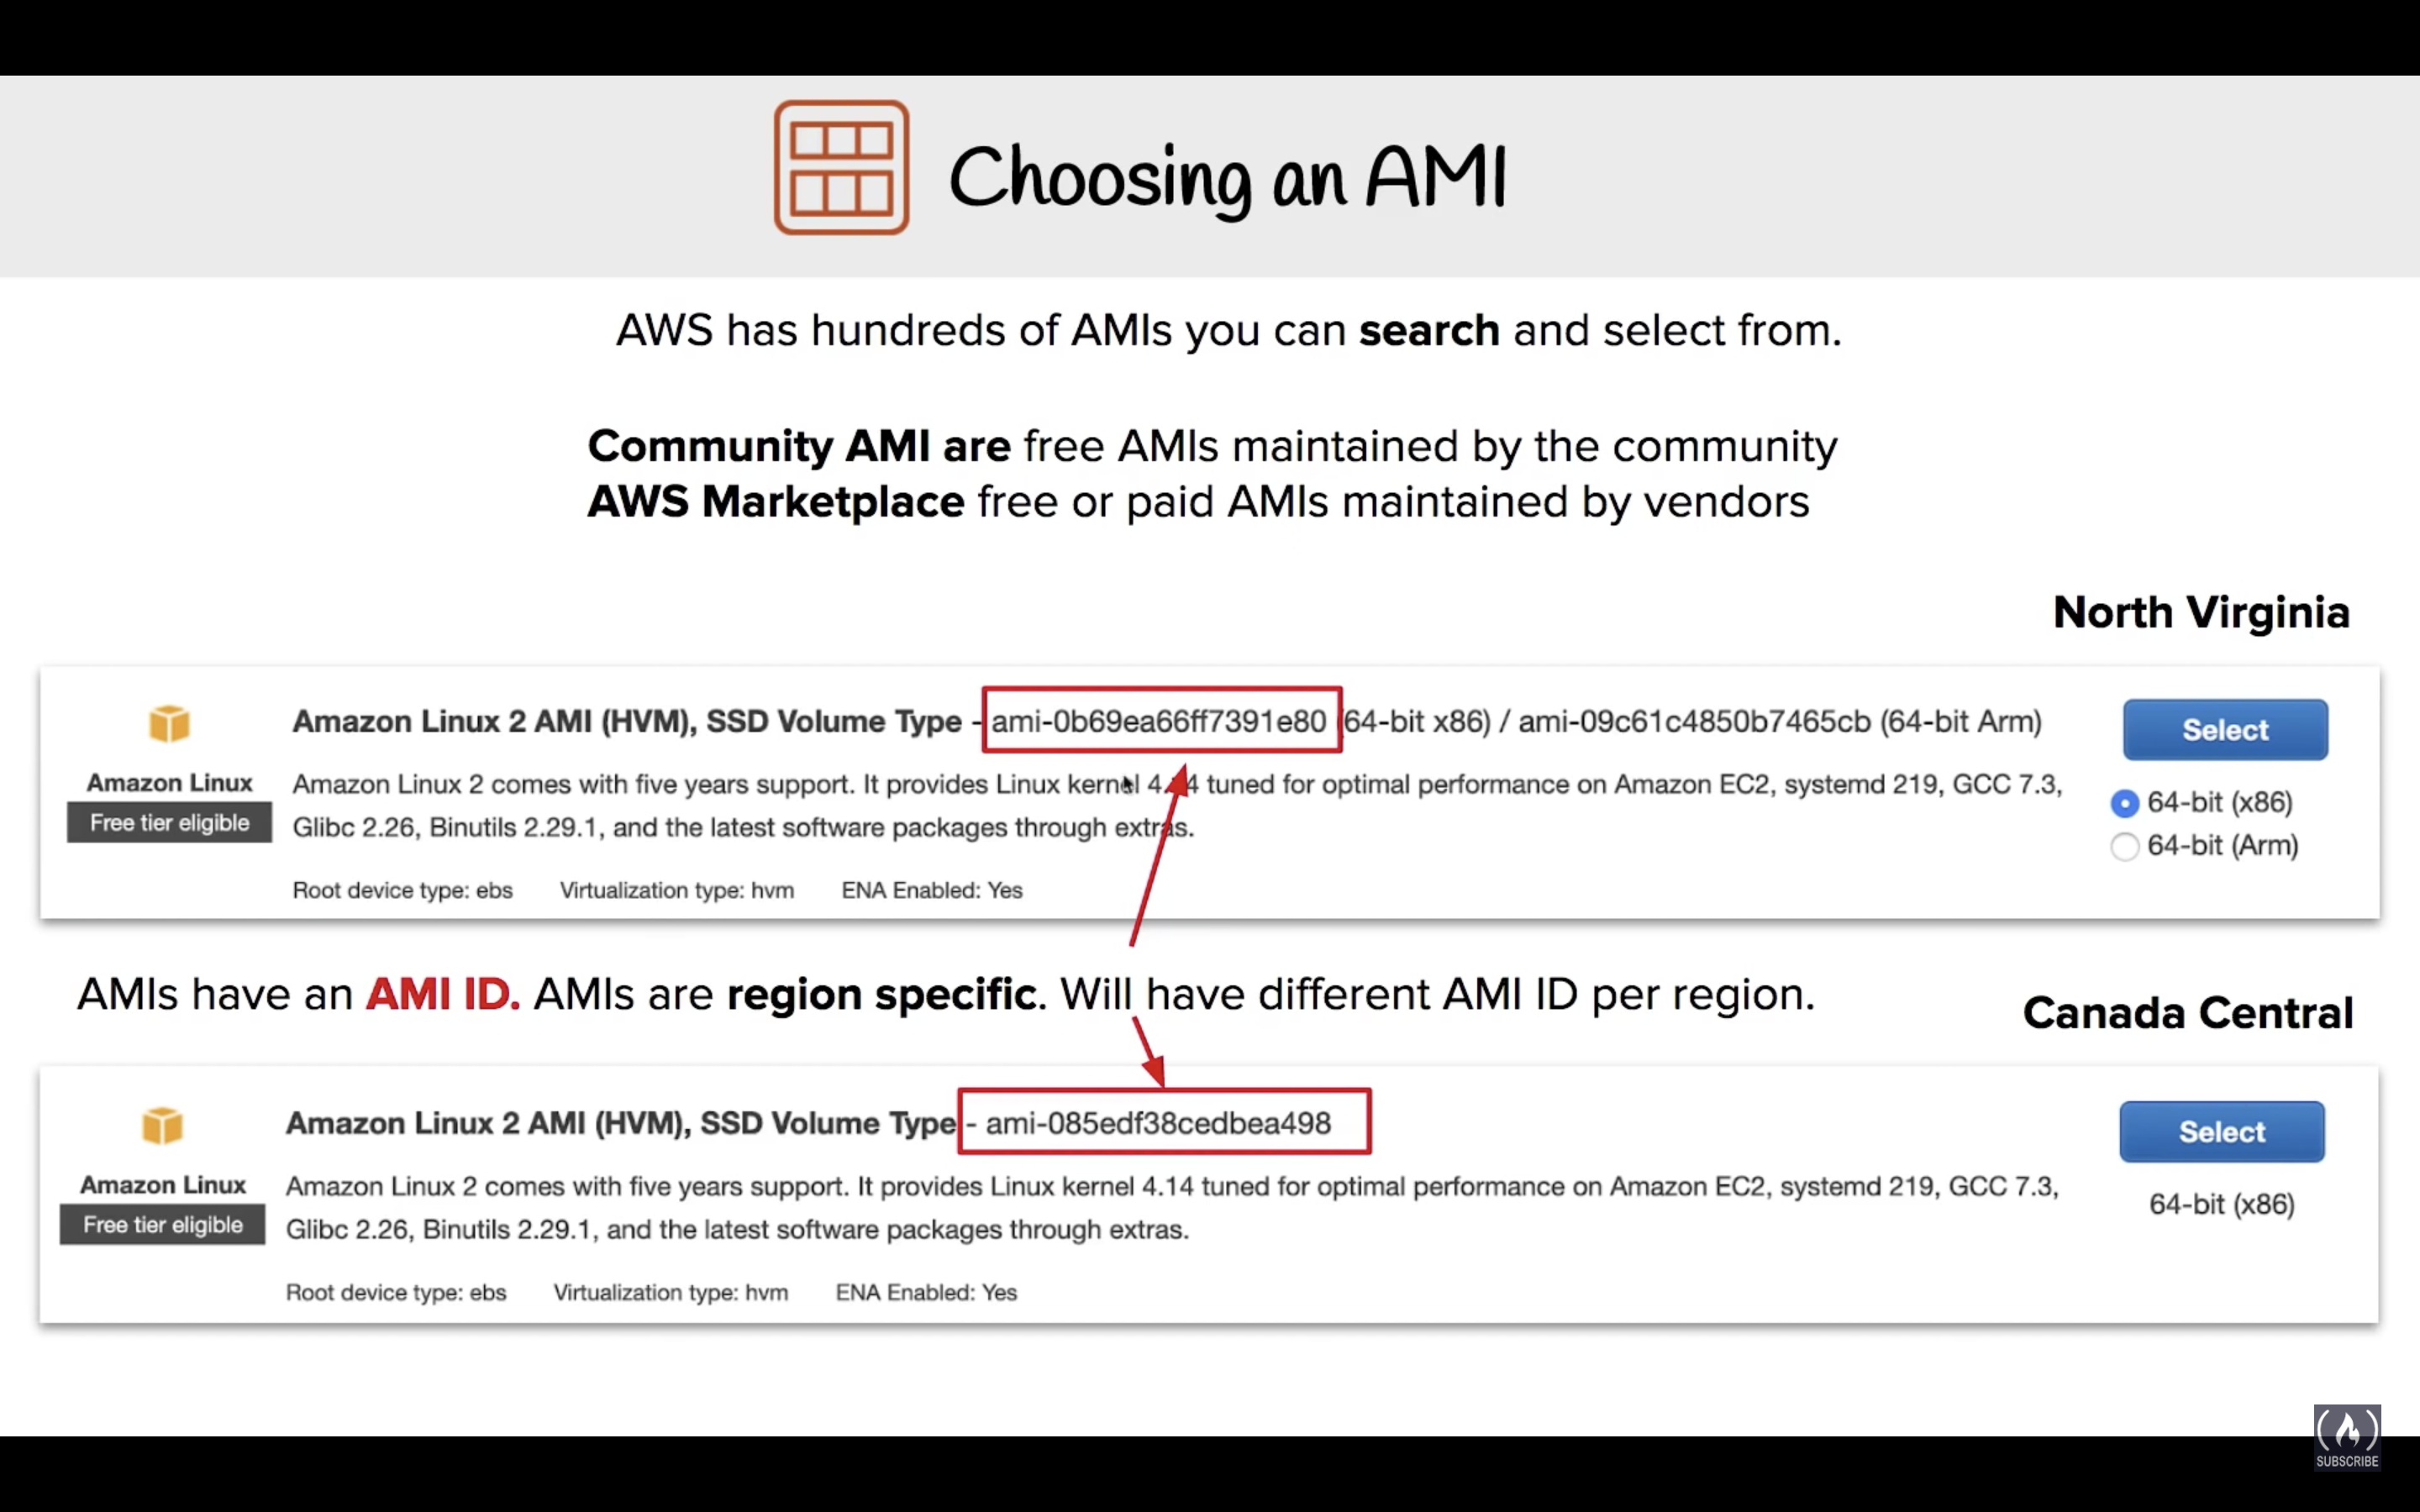 Choosing an AMI
AWS has hundreds of AMIs you can search and select from.
Community AMI are free AMIs maintained by the community
AWS Marketplace free or paid AMIs maintained by vendors
North Virginia
Amazon Linux 2 AMI (HVM), SSD Volume Type - ami-0b69ea66ff7391e80 (64-bit x86) / ami-09c61c4850b7465cb (64-bit Arm)
Select
Amazon Linux
Free tier eligible
Amazon Linux 2 comes with five years support. It provides Linux kernel 4.14 tuned for optimal performance on Amazon EC2, systemd 219, GCC 7.3,
Glibc 2.26, Binutils 2.29.1, and the latest software packages through extras.
64-bit (x86)
64-bit (Arm)
Root device type: ebs Virtualization type: hvm ENA Enabled: Yes
AMIs have an AMI ID. AMIs are region specific. Will have different AMI ID per region.
Canada Central
Amazon Linux 2 AMI (HVM), SSD Volume Type - ami-085edf38cedbea498
Select
Amazon Linux
Free tier eligible
Amazon Linux 2 comes with five years support. It provides Linux kernel 4.14 tuned for optimal performance on Amazon EC2, systemd 219, GCC 7.3,
Glibc 2.26, Binutils 2.29.1, and the latest software packages through extras.
64-bit (x86)
Root device type: ebs Virtualization type: hvm ENA Enabled: Yes
SUBSCRIBE